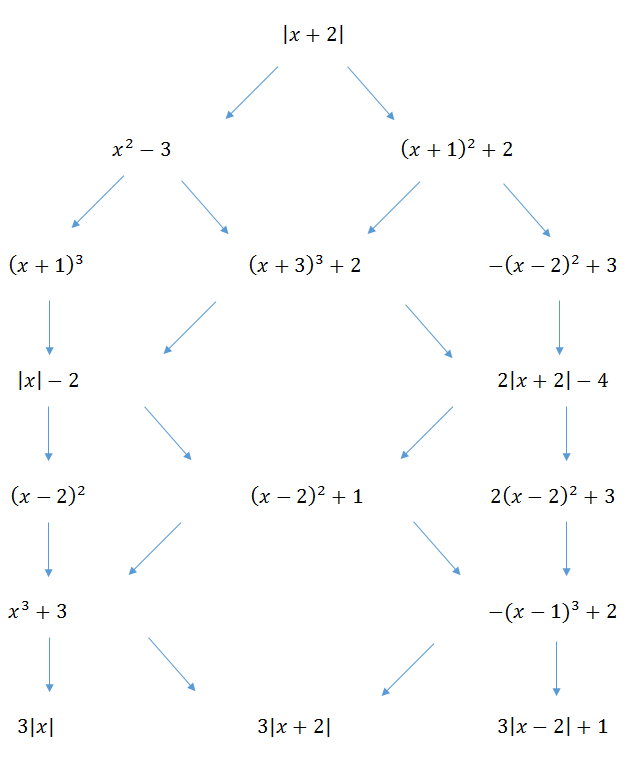 |x + 2|
x² − 3 (x + 1)² + 2
(x + 1)³ (x + 3)³ + 2 −(x − 2)² + 3
|x| − 2 2|x + 2| − 4
(x − 2)² (x − 2)² + 1 2(x − 2)² + 3
x³ + 3 −(x − 1)³ + 2
3|x| 3|x + 2| 3|x − 2| + 1